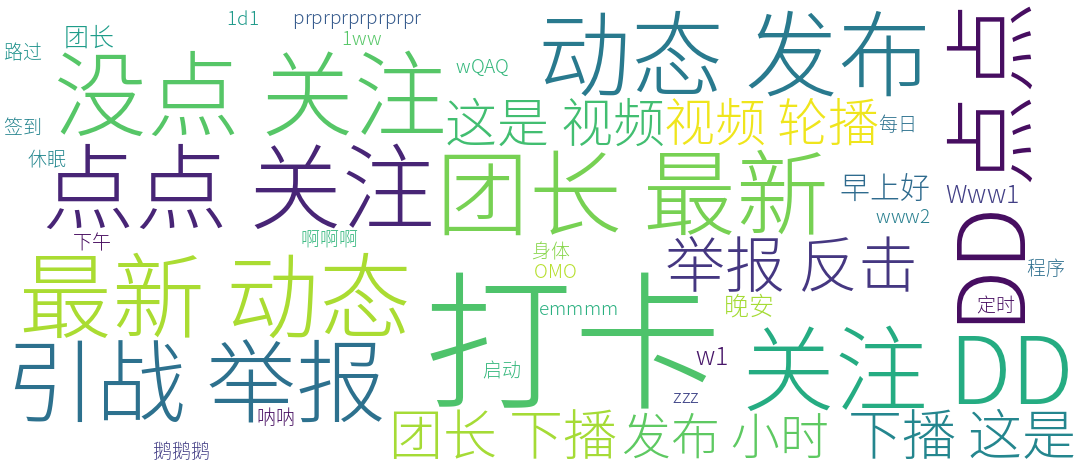 1d1
prprprprprprpr
团长
1ww
动态 发布
点点
路过
没点 关注
wQAQ
这是 视频
视频 轮播
每日
签到
休眠
点点 关注
团长 最新
早上好
Www1
www2
下午
啊啊啊
身体
举报 反击
DD
OMO
程序
最新 动态
打卡
emmmm
晚安
定时
引战 举报
启动
w1
关注 DD
zzz
呐呐
团长 下播
发布 小时
下播 这是
鹅鹅鹅